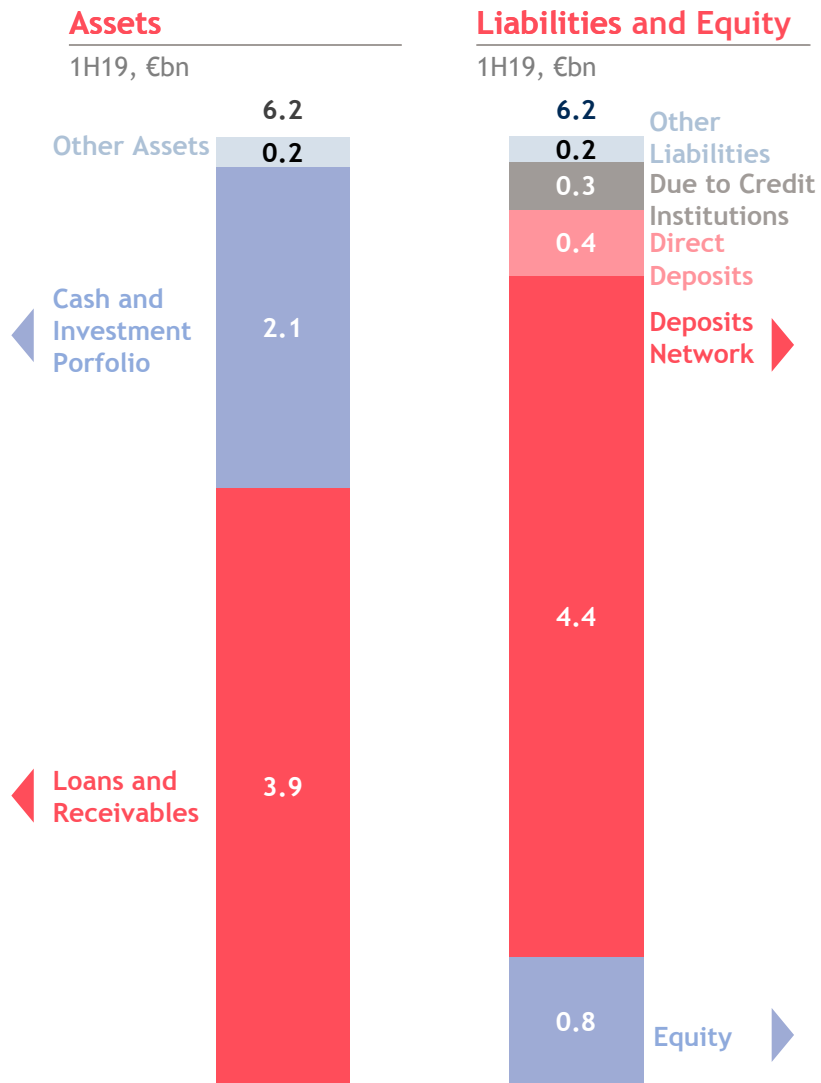 Assets
1H19, €bn
6.2
Other Assets
0.2
Cash and
Investment
Porfolio
2.1
Loans and
Receivables
3.9
Liabilities and Equity
1H19, €bn
6.2
Other
Liabilities
0.2
Due to Credit
Institutions
0.3
Direct
Deposits
0.4
Deposits
Network
4.4
Equity
0.8